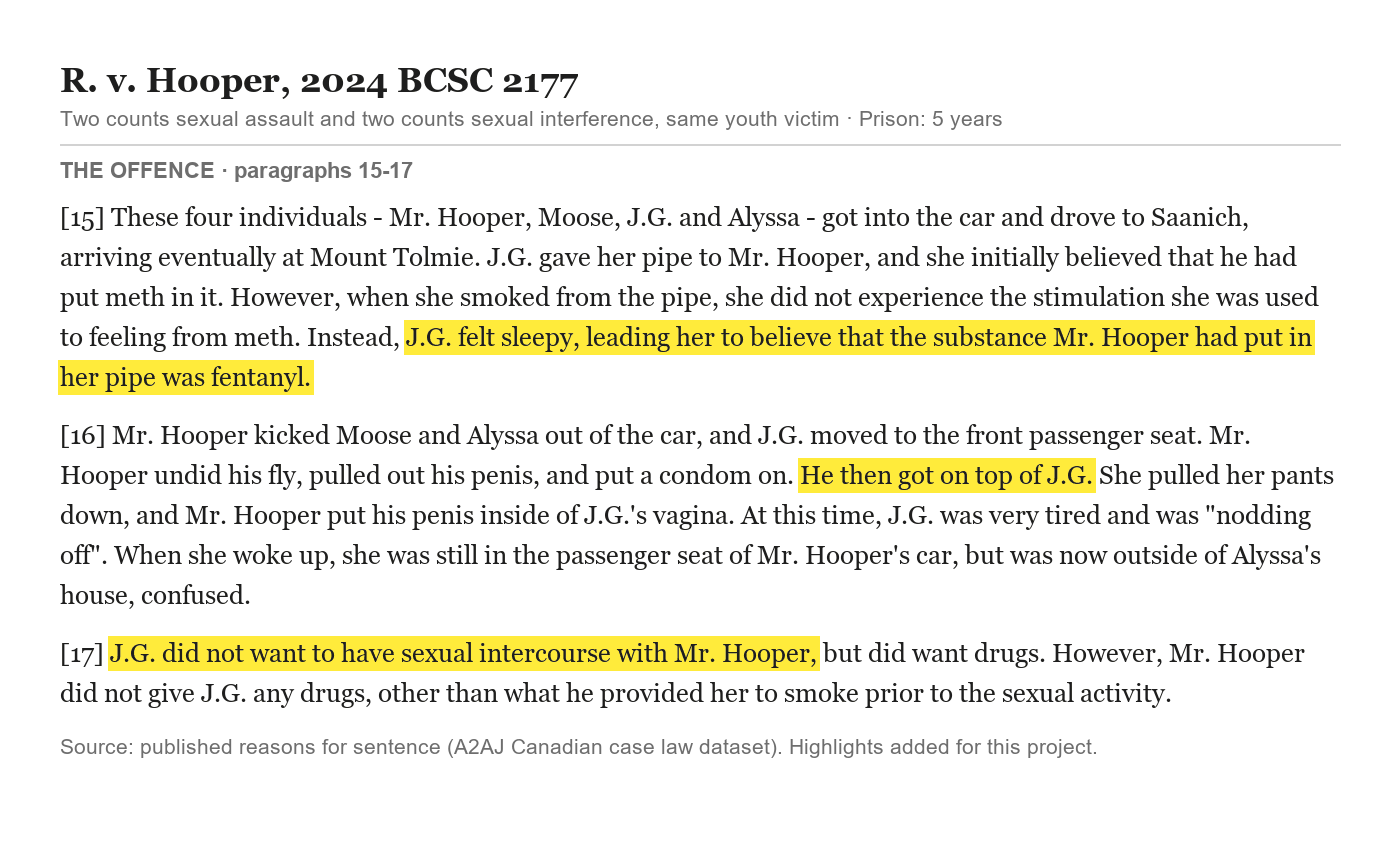 R. v. Hooper, 2024 BCSC 2177
Two counts sexual assault and two counts sexual interference, same youth victim · Prison: 5 years
THE OFFENCE · paragraphs 15-17
[15] These four individuals - Mr. Hooper, Moose, J.G. and Alyssa - got into the car and drove to Saanich,
arriving eventually at Mount Tolmie. J.G. gave her pipe to Mr. Hooper, and she initially believed that he had
put meth in it. However, when she smoked from the pipe, she did not experience the stimulation she was used
to feeling from meth. Instead, J.G. felt sleepy, leading her to believe that the substance Mr. Hooper had put in
her pipe was fentanyl.
[16] Mr. Hooper kicked Moose and Alyssa out of the car, and J.G. moved to the front passenger seat. Mr.
Hooper undid his fly, pulled out his penis, and put a condom on. He then got on top of J.G. She pulled her pants
down, and Mr. Hooper put his penis inside of J.G.'s vagina. At this time, J.G. was very tired and was "nodding
off". When she woke up, she was still in the passenger seat of Mr. Hooper's car, but was now outside of Alyssa's
house, confused.
[17] J.G. did not want to have sexual intercourse with Mr. Hooper, but did want drugs. However, Mr. Hooper
did not give J.G. any drugs, other than what he provided her to smoke prior to the sexual activity.
Source: published reasons for sentence (A2AJ Canadian case law dataset). Highlights added for this project.